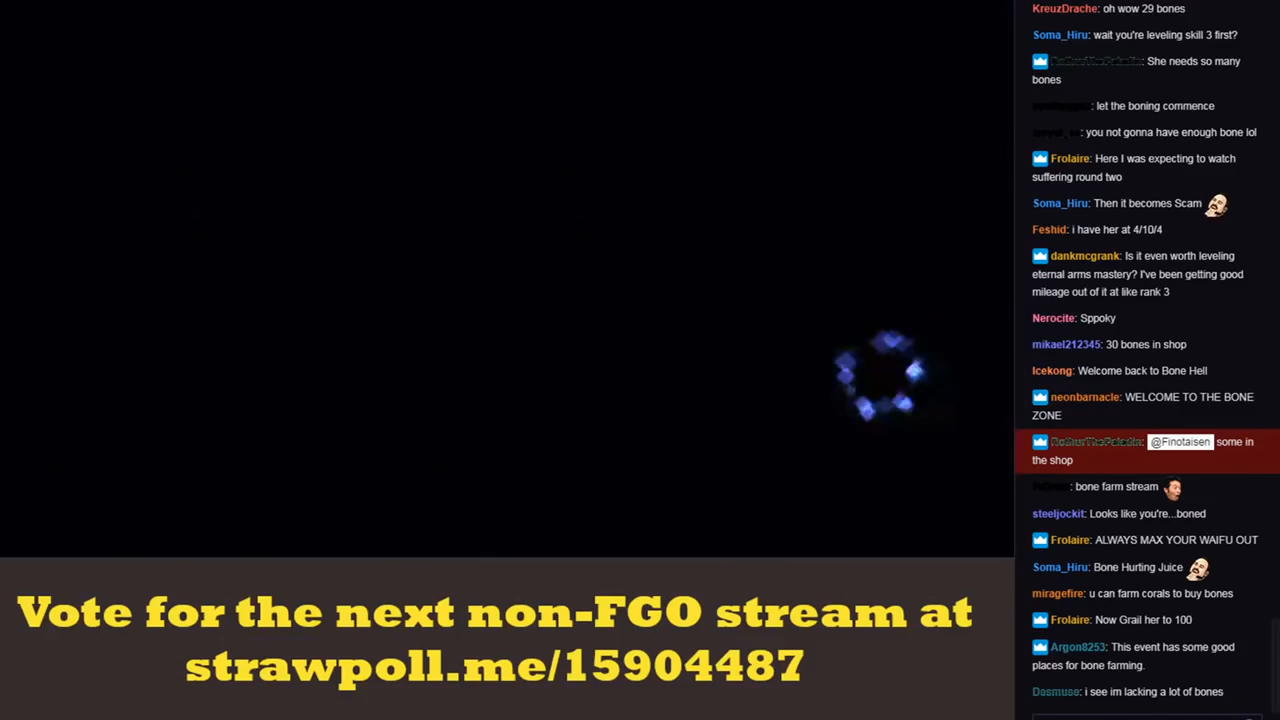 KreuzDrache: oh wow 29 bones
Soma_Hiru: wait you're leveling skill 3 first?
: She needs so many
bones
: let the boning commence
: you not gonna have enough bone lol
Frolaire: Here I was expecting to watch
suffering round two
Soma_Hiru: Then it becomes Scam
Feshid: i have her at 4/10/4
dankmcgrank: Is it even worth leveling
eternal arms mastery? I've been getting good
mileage out of it at like rank 3
Nerocite: Sppoky
mikael212345: 30 bones in shop
Icekong: Welcome back to Bone Hell
neonbarnacle: WELCOME TO THE BONE
ZONE
: @Finotaisen some in
the shop
: bone farm stream
steeljockit: Looks like you're...boned
Frolaire: ALWAYS MAX YOUR WAIFU OUT
Soma_Hiru: Bone Hurting Juice
miragefire: u can farm corals to buy bones
Frolaire: Now Grail her to 100
Argon8253: This event has some good
places for bone farming.
Dasmuse: i see im lacking a lot of bones
Vote for the next non-FGO stream at
strawpoll.me/15904487